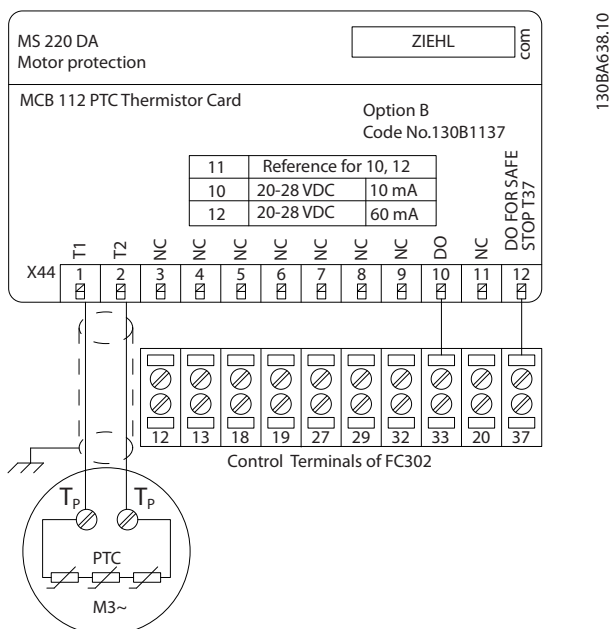 130BA638.10
MS 220 DA
Motor protection
ZIEHL
com
MCB 112 PTC Thermistor Card
Option B
Code No.130B1137
11 Reference for 10, 12
10 20-28 VDC 10 mA
12 20-28 VDC 60 mA
T1 T2 NC NC NC NC NC NC NC DO NC DO FOR SAFE
STOP T37
X44 1 2 3 4 5 6 7 8 9 10 11 12
12 13 18 19 27 29 32 33 20 37
Control Terminals of FC302
TP TP
PTC
M3~